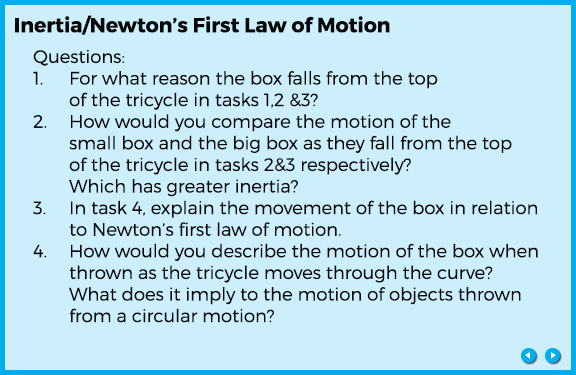 Inertia/Newton's First Law of Motion
Questions:
1. For what reason the box falls from the top
of the tricycle in tasks 1,2 &3?
2. How would you compare the motion of the
small box and the big box as they fall from the top
of the tricycle in tasks 2&3 respectively?
Which has greater inertia?
3. In task 4, explain the movement of the box in relation
to Newton's first law of motion.
4. How would you describe the motion of the box when
thrown as the tricycle moves through the curve?
What does it imply to the motion of objects thrown
from a circular motion?